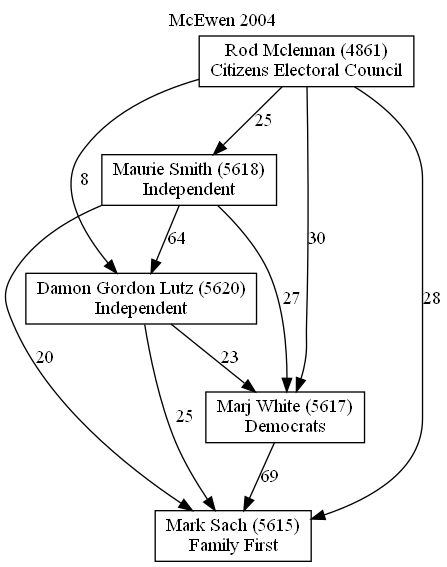 McEwen 2004
Rod Mclennan (4861)
Citizens Electoral Council
25
Maurie Smith (5618)
Independent
8
64
30
Damon Gordon Lutz (5620)
Independent
27
28
20
23
25
Marj White (5617)
Democrats
69
Mark Sach (5615)
Family First